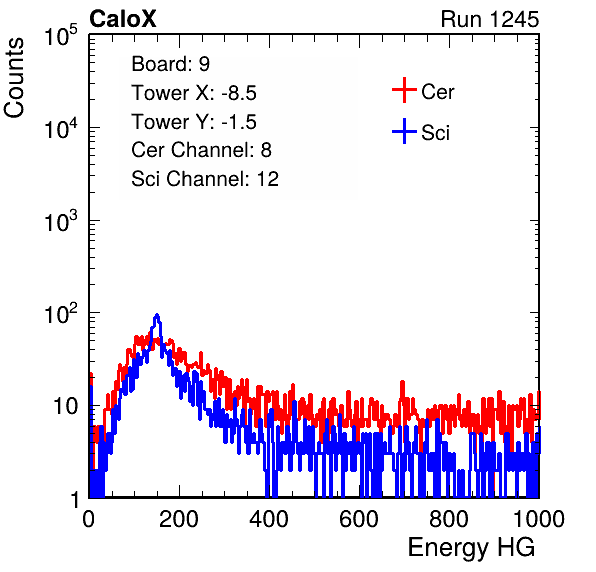 CaloX Run 1245
Counts
10^5
10^4
10^3
10^2
10
1
Board: 9
Tower X: -8.5
Tower Y: -1.5
Cer Channel: 8
Sci Channel: 12
Cer
Sci
0 200 400 600 800 1000
Energy HG